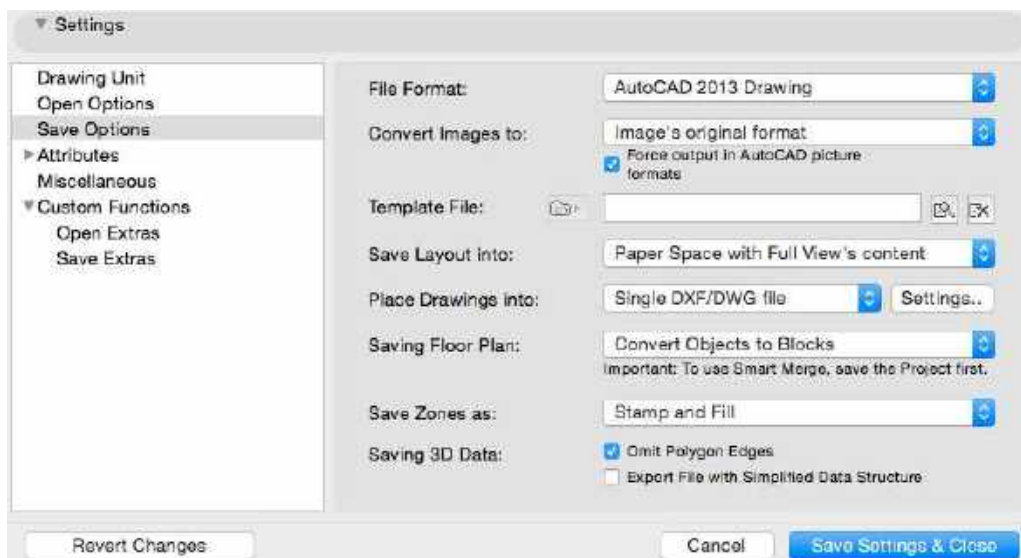 Settings
Drawing Unit
Open Options
Save Options
Attributes
Miscellaneous
Custom Functions
Open Extras
Save Extras
File Format: AutoCAD 2013 Drawing
Convert Images to: Image's original format
Force output in AutoCAD picture
formats
Template File:
Save Layout into: Paper Space with Full View's content
Place Drawings into: Single DXF/DWG file Settings..
Saving Floor Plan: Convert Objects to Blocks
Important: To use Smart Merge, save the Project first.
Save Zones as: Stamp and Fill
Saving 3D Data: Omit Polygon Edges
Export File with Simplified Data Structure
Revert Changes Cancel Save Settings & Close